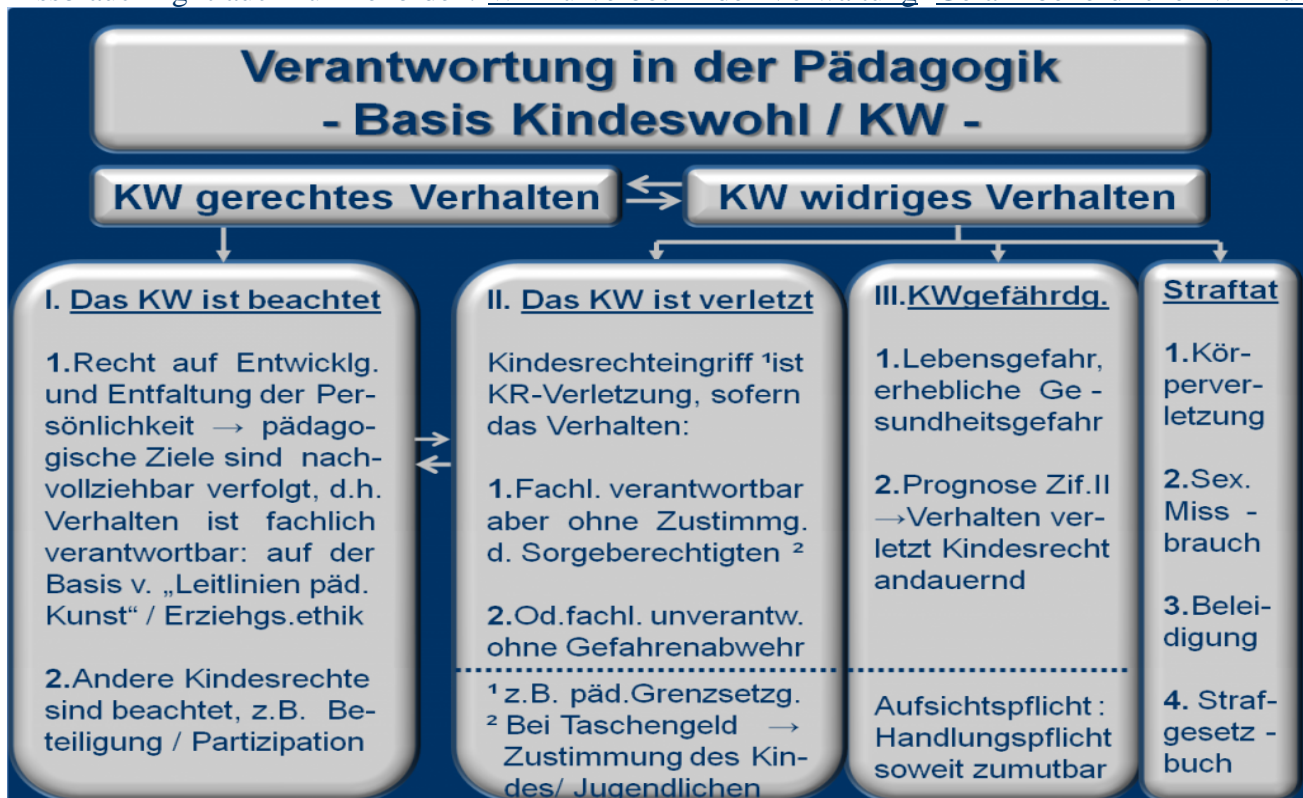 Verantwortung in der Pädagogik
- Basis Kindeswohl / KW -
KW gerechtes Verhalten
KW widriges Verhalten
I. Das KW ist beachtet
1.Recht auf Entwicklg.
und Entfaltung der Per-
sönlichkeit → pädago-
gische Ziele sind nach-
vollziehbar verfolgt, d.h.
Verhalten ist fachlich
verantwortbar: auf der
Basis v. „Leitlinien päd.
Kunst“ / Erziehgs.ethik
2.Andere Kindesrechte
sind beachtet, z.B. Be-
teiligung / Partizipation
II. Das KW ist verletzt
Kindesrechteingriff ¹ist
KR-Verletzung, sofern
das Verhalten:
1.Fachl. verantwortbar
aber ohne Zustimmg.
d. Sorgeberechtigten ²
2.Od.fachl. unverantw.
ohne Gefahrenabwehr
¹ z.B. päd.Grenzsetzg.
² Bei Taschengeld →
Zustimmung des Kin-
des/ Jugendlichen
III.KWgefährdg.
1.Lebensgefahr,
erhebliche Ge -
sundheitsgefahr
2.Prognose Zif.II
→Verhalten ver-
letzt Kindesrecht
andauernd
Aufsichtspflicht :
Handlungspflicht
soweit zumutbar
Straftat
1.Kör-
perver-
letzung
2.Sex.
Miss -
brauch
3.Belei-
digung
4. Straf-
gesetz -
buch